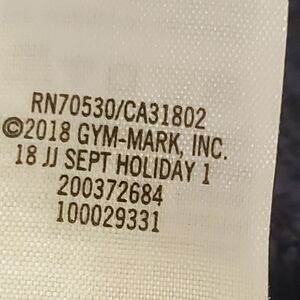 RN70530/CA31802
©2018 GYM-MARK, INC.
18 JJ SEPT HOLIDAY 1
200372684
100029331